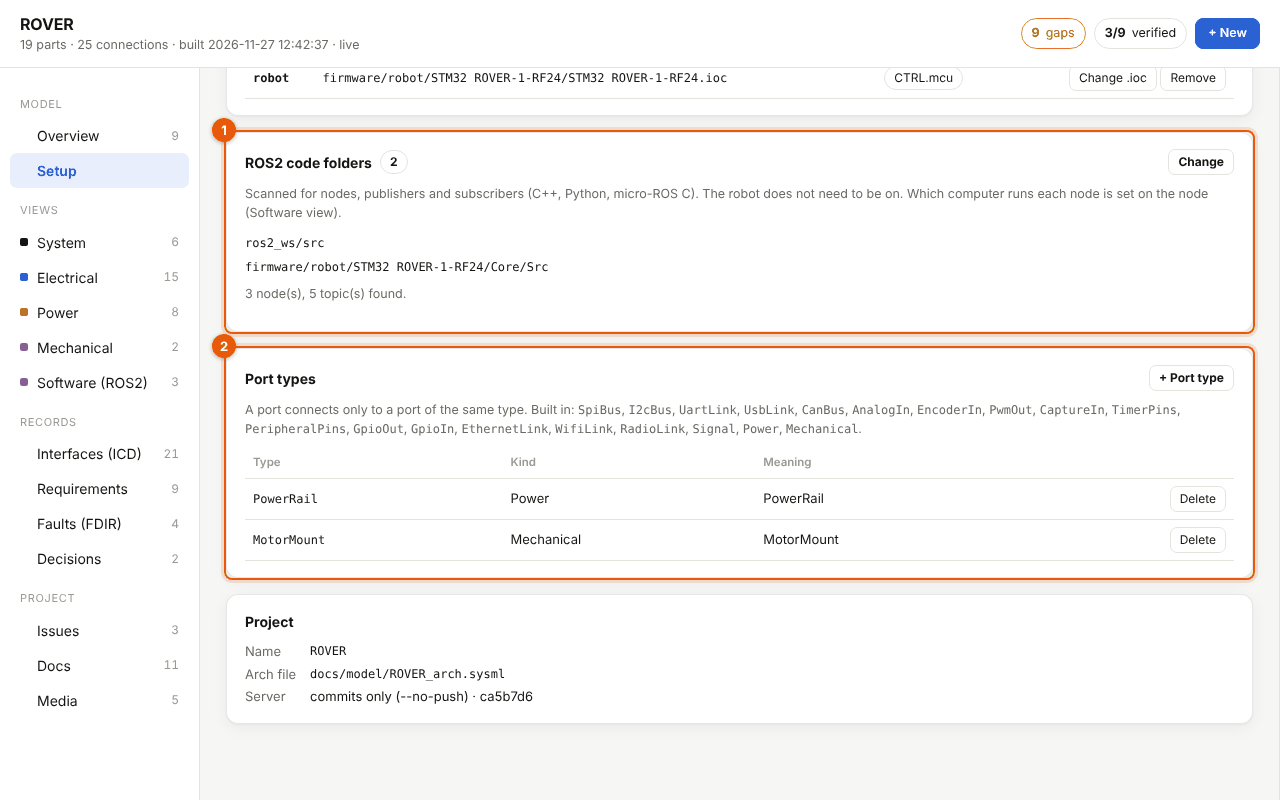 ROVER
19 parts · 25 connections · built 2026-11-27 12:42:37 · live
9 gaps
3/9 verified
+ New
MODEL
Overview 9
Setup
VIEWS
System 6
Electrical 15
Power 8
Mechanical 2
Software (ROS2) 3
RECORDS
Interfaces (ICD) 21
Requirements 9
Faults (FDIR) 4
Decisions 2
PROJECT
Issues 3
Docs 11
Media 5
robot firmware/robot/STM32 ROVER-1-RF24/STM32 ROVER-1-RF24.ioc CTRL.mcu Change .ioc Remove
1
ROS2 code folders 2 Change
Scanned for nodes, publishers and subscribers (C++, Python, micro-ROS C). The robot does not need to be on. Which computer runs each node is set on the node
(Software view).
ros2_ws/src
firmware/robot/STM32 ROVER-1-RF24/Core/Src
3 node(s), 5 topic(s) found.
2
Port types + Port type
A port connects only to a port of the same type. Built in: SpiBus, I2cBus, UartLink, UsbLink, CanBus, AnalogIn, EncoderIn, PwmOut, CaptureIn, TimerPins,
PeripheralPins, GpioOut, GpioIn, EthernetLink, WifiLink, RadioLink, Signal, Power, Mechanical.
Type Kind Meaning
PowerRail Power PowerRail Delete
MotorMount Mechanical MotorMount Delete
Project
Name ROVER
Arch file docs/model/ROVER_arch.sysml
Server commits only (--no-push) · ca5b7d6